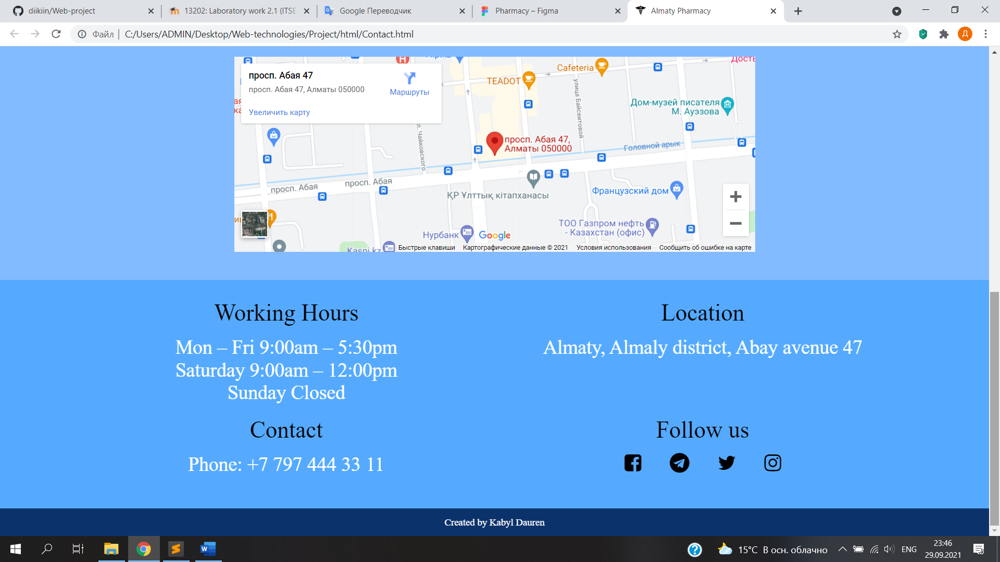 diikiin/Web-project
13202: Laboratory work 2.1 (ITSE
Google Переводчик
Pharmacy – Figma
Almaty Pharmacy
Файл
C:/Users/ADMIN/Desktop/Web-technologies/Project/html/Contact.html
просп. Абая 47
просп. Абая 47, Алматы 050000
Маршруты
Увеличить карту
Cafeteria
TEADOT
улица Байсеитовой
Дом-музей писателя
М. Ауэзова
л. Чайковского
просп. Абая 47,
Алматы 050000
Головной арык
просп. Абая
просп. Абая
ҚР Ұлттық кітапханасы
Французский дом
ТОО Газпром нефть
- Казахстан (офис)
Нурбанк
Google
Kaspi.kz
Быстрые клавиши
Картографические данные © 2021
Условия использования
Сообщить об ошибке на карте
Working Hours
Mon – Fri 9:00am – 5:30pm
Saturday 9:00am – 12:00pm
Sunday Closed
Location
Almaty, Almaly district, Abay avenue 47
Contact
Phone: +7 797 444 33 11
Follow us
Created by Kabyl Dauren
15°C В осн. облачно
ENG
23:46
29.09.2021